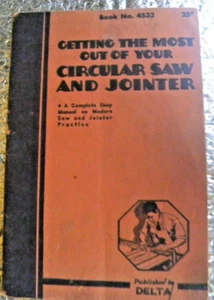 Book No. 4533 25¢
GETTING THE MOST
OUT OF YOUR
CIRCULAR SAW
AND JOINTER
• A Complete Shop
Manual on Modern
Saw and Jointer
Practice
Published by
DELTA